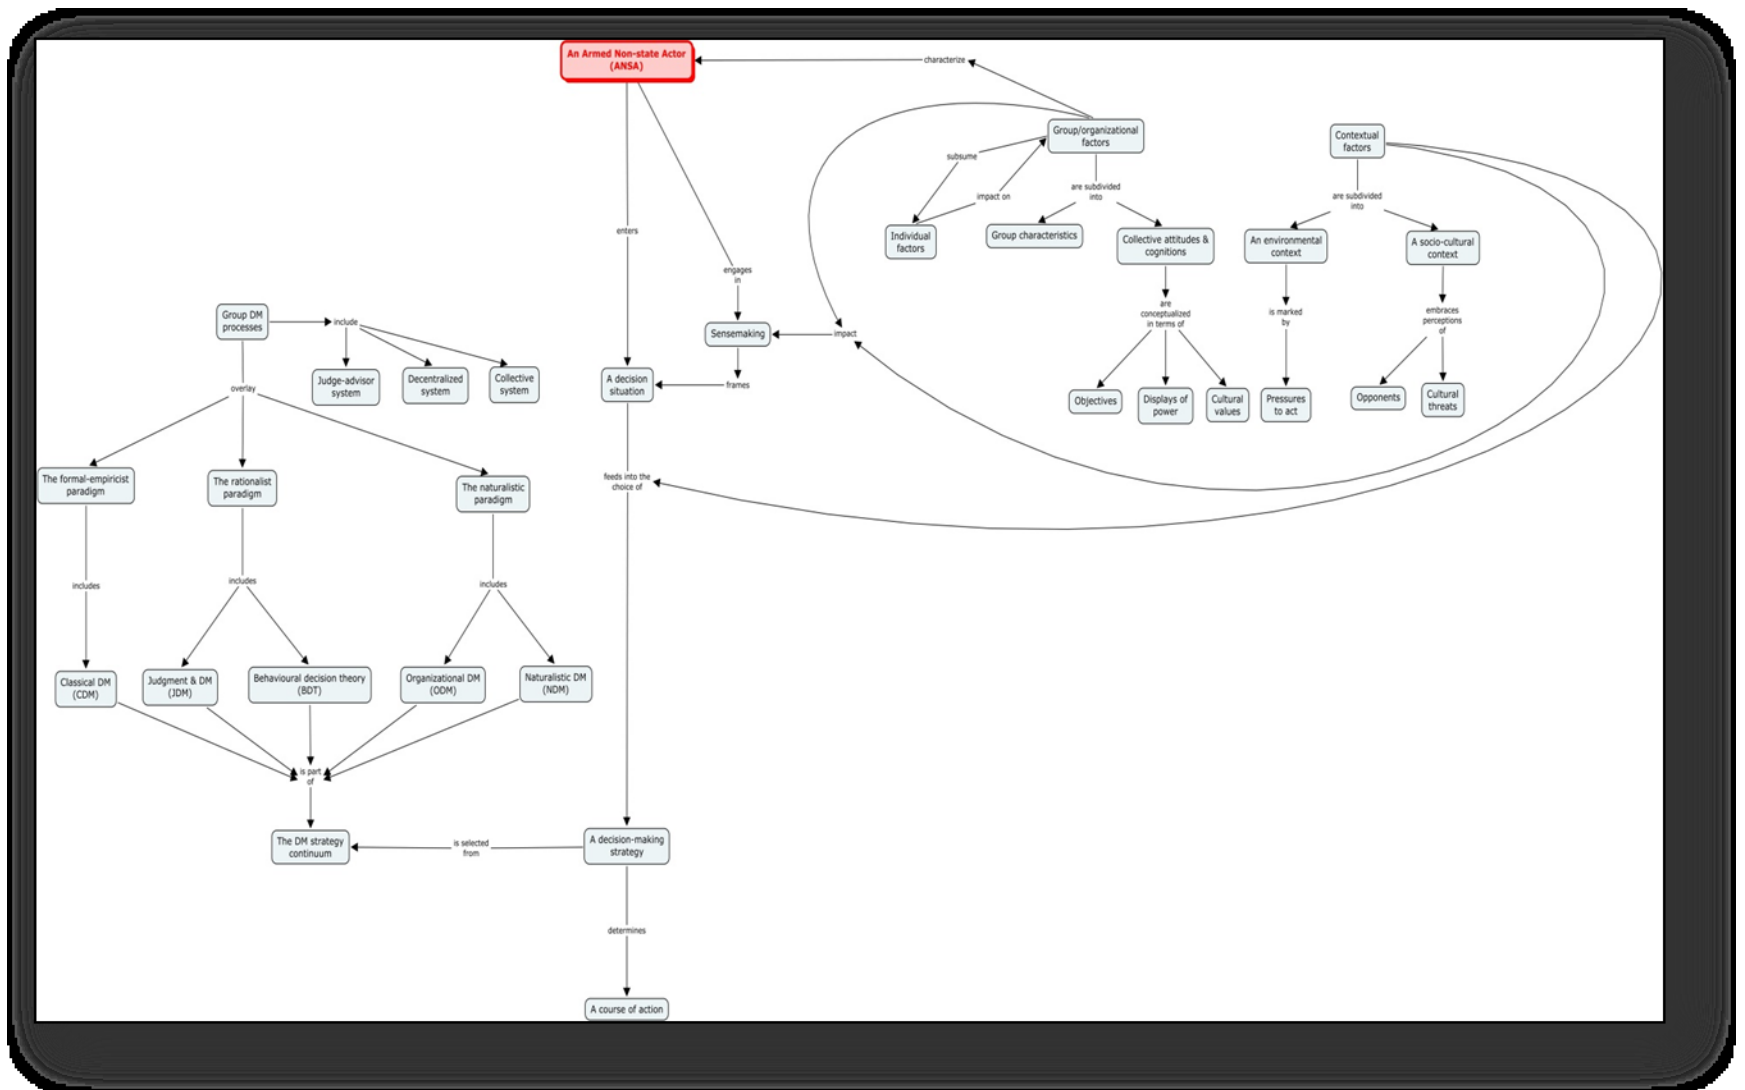 An Armed Non-state Actor
(ANSA)
characterize
Group/organizational
factors
Contextual
factors
subsume
impact on
are subdivided
into
are subdivided
into
Individual
factors
Group characteristics
Collective attitudes &
cognitions
An environmental
context
A socio-cultural
context
enters
engages
in
are
conceptualized
in terms of
is marked
by
embraces
perceptions
of
Group DM
processes
include
Sensemaking
impact
Judge-advisor
system
Decentralized
system
Collective
system
A decision
situation
frames
Objectives
Displays of
power
Cultural
values
Pressures
to act
Opponents
Cultural
threats
overlay
The formal-empiricist
paradigm
The rationalist
paradigm
The naturalistic
paradigm
feeds into the
choice of
includes
includes
includes
Classical DM
(CDM)
Judgment & DM
(JDM)
Behavioural decision theory
(BDT)
Organizational DM
(ODM)
Naturalistic DM
(NDM)
is part
of
The DM strategy
continuum
is selected
from
A decision-making
strategy
determines
A course of action